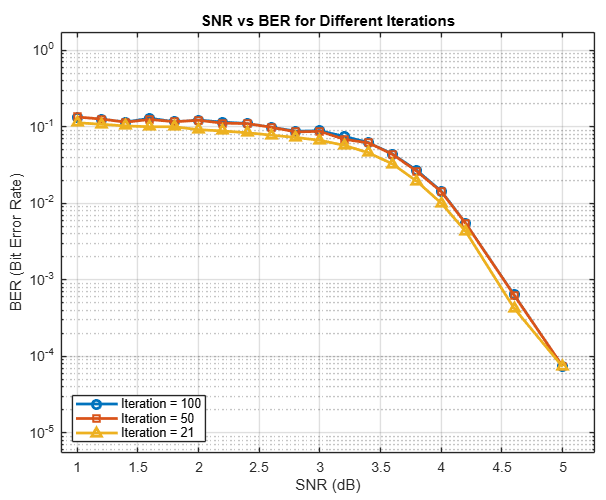 SNR vs BER for Different Iterations
10^0
10^-1
10^-2
10^-3
10^-4
10^-5
BER (Bit Error Rate)
Iteration = 100
Iteration = 50
Iteration = 21
1 1.5 2 2.5 3 3.5 4 4.5 5
SNR (dB)